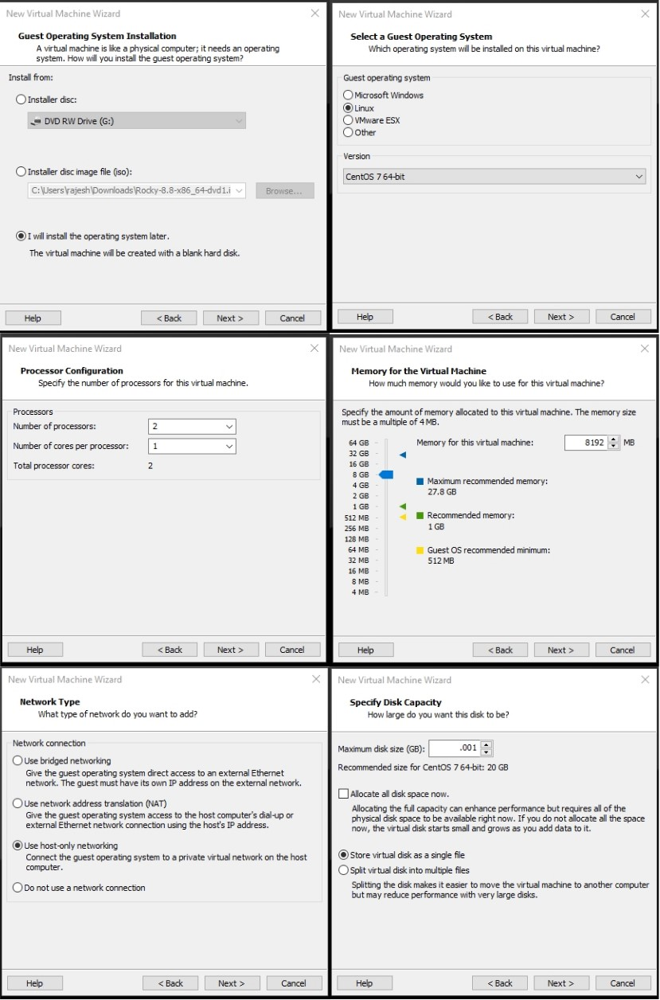 New Virtual Machine Wizard
Guest Operating System Installation
A virtual machine is like a physical computer; it needs an operating
system. How will you install the guest operating system?
Install from:
Installer disc:
DVD RW Drive (G:)
Installer disc image file (iso):
C:\Users\rajesh\Downloads\Rocky-8.8-x86_64-dvd1.i
Browse...
I will install the operating system later.
The virtual machine will be created with a blank hard disk.
Help
< Back
Next >
Cancel
New Virtual Machine Wizard
Select a Guest Operating System
Which operating system will be installed on this virtual machine?
Guest operating system
Microsoft Windows
Linux
VMware ESX
Other
Version
CentOS 7 64-bit
Help
< Back
Next >
Cancel
New Virtual Machine Wizard
Processor Configuration
Specify the number of processors for this virtual machine.
Processors
Number of processors: 2
Number of cores per processor: 1
Total processor cores: 2
Help
< Back
Next >
Cancel
New Virtual Machine Wizard
Memory for the Virtual Machine
How much memory would you like to use for this virtual machine?
Specify the amount of memory allocated to this virtual machine. The memory size
must be a multiple of 4 MB.
64 GB
32 GB
16 GB
8 GB
4 GB
2 GB
1 GB
512 MB
256 MB
128 MB
64 MB
32 MB
16 MB
8 MB
4 MB
Memory for this virtual machine: 8192 MB
Maximum recommended memory:
27.8 GB
Recommended memory:
1 GB
Guest OS recommended minimum:
512 MB
Help
< Back
Next >
Cancel
New Virtual Machine Wizard
Network Type
What type of network do you want to add?
Network connection
Use bridged networking
Give the guest operating system direct access to an external Ethernet
network. The guest must have its own IP address on the external network.
Use network address translation (NAT)
Give the guest operating system access to the host computer's dial-up or
external Ethernet network connection using the host's IP address.
Use host-only networking
Connect the guest operating system to a private virtual network on the host
computer.
Do not use a network connection
Help
< Back
Next >
Cancel
New Virtual Machine Wizard
Specify Disk Capacity
How large do you want this disk to be?
Maximum disk size (GB): .001
Recommended size for CentOS 7 64-bit: 20 GB
Allocate all disk space now.
Allocating the full capacity can enhance performance but requires all of the
physical disk space to be available right now. If you do not allocate all the space
now, the virtual disk starts small and grows as you add data to it.
Store virtual disk as a single file
Split virtual disk into multiple files
Splitting the disk makes it easier to move the virtual machine to another computer
but may reduce performance with very large disks.
Help
< Back
Next >
Cancel